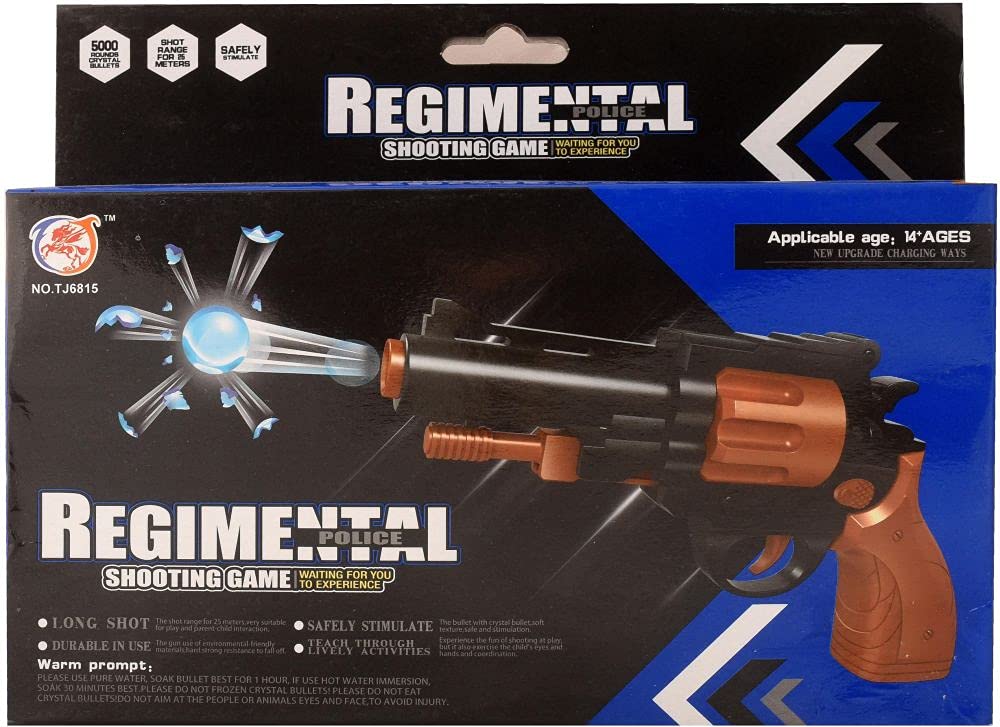 5000
ROUNDS
CRYSTAL
BULLETS
SHOT
RANGE
FOR 25
METERS
SAFELY
STIMULATE
REGIMENTAL
POLICE
SHOOTING GAME
WAITING FOR YOU
TO EXPERIENCE
TM
NO.TJ6815
Applicable age: 14+AGES
NEW UPGRADE CHARGING WAYS
REGIMENTAL
POLICE
SHOOTING GAME
WAITING FOR YOU
TO EXPERIENCE
LONG SHOT
The shot range for 25 meters,very suitable
for play and parent-child interaction.
SAFELY STIMULATE
The bullet with crystal bullet,soft
texture,safe and stimulation.
DURABLE IN USE
The gun use of environmental friendly
materials,hard,strong resistance to fall off.
TEACH THROUGH
LIVELY ACTIVITIES
Experience the fun of shooting at play,
but it also exercise the child's eyes and
hands and coordination.
Warm prompt:
PLEASE USE PURE WATER, SOAK BULLET BEST FOR 1 HOUR, IF USE HOT WATER IMMERSION,
SOAK 30 MINUTES BEST.PLEASE DO NOT FROZEN CRYSTAL BULLETS! PLEASE DO NOT EAT
CRYSTAL BULLETS!DO NOT AIM AT THE PEOPLE OR ANIMALS EYES AND FACE,TO AVOID INJURY.